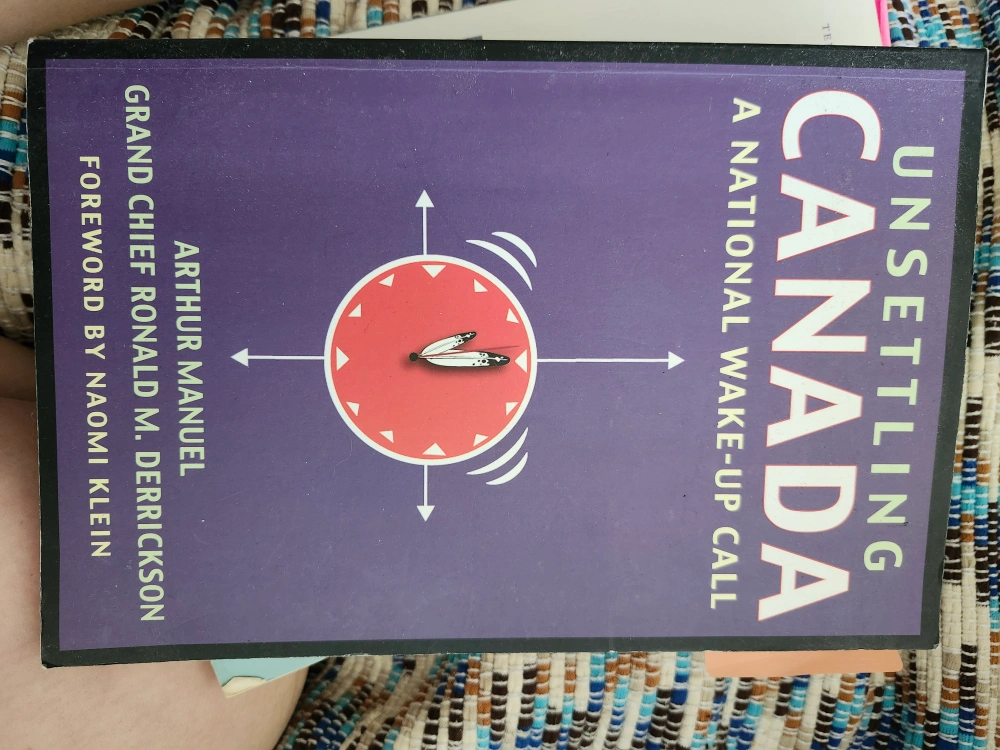 UNSETTLING
CANADA
A NATIONAL WAKE-UP CALL
ARTHUR MANUEL
GRAND CHIEF RONALD M. DERRICKSON
FOREWORD BY NAOMI KLEIN